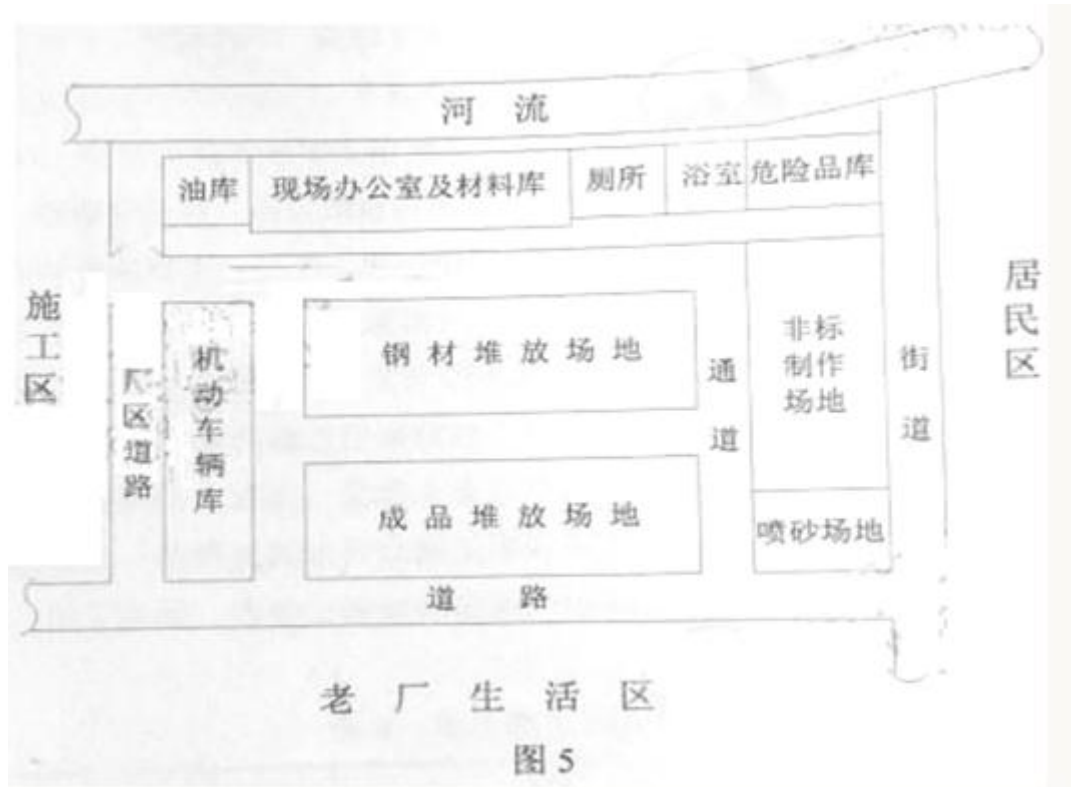 河流
油库
现场办公室及材料库
厕所
浴室
危险品库
施工区
厂区道路
机动车辆库
钢材堆放场地
成品堆放场地
通道
非标
制作
场地
喷砂场地
街道
居民区
道路
老厂生活区
图5